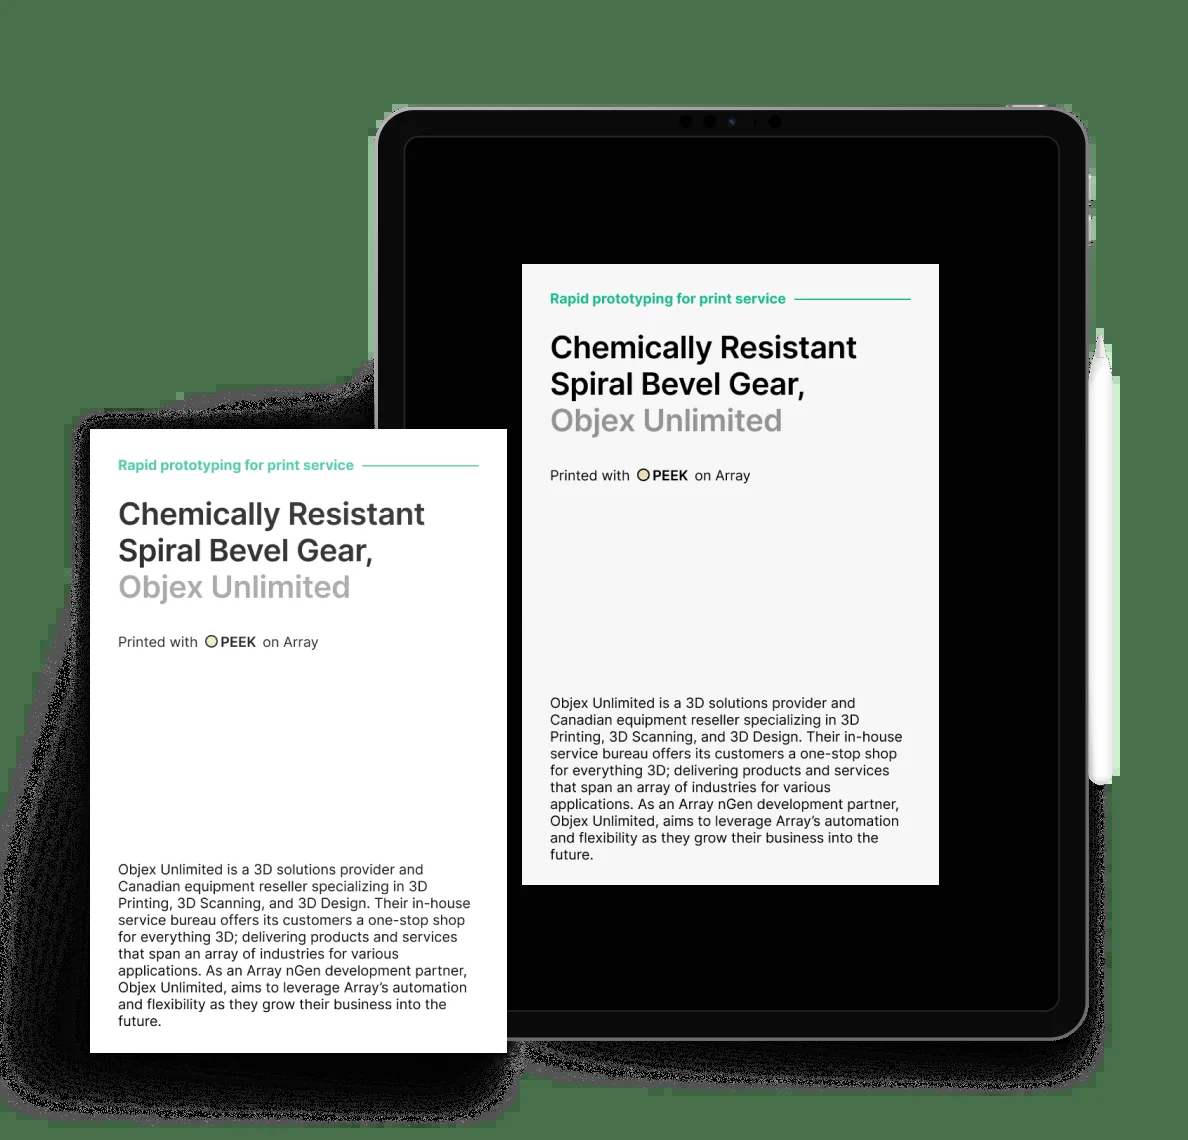 Rapid prototyping for print service
Chemically Resistant
Spiral Bevel Gear,
Objex Unlimited
Printed with PEEK on Array
Objex Unlimited is a 3D solutions provider and
Canadian equipment reseller specializing in 3D
Printing, 3D Scanning, and 3D Design. Their in-house
service bureau offers its customers a one-stop shop
for everything 3D; delivering products and services
that span an array of industries for various
applications. As an Array nGen development partner,
Objex Unlimited, aims to leverage Array’s automation
and flexibility as they grow their business into the
future.
Rapid prototyping for print service
Chemically Resistant
Spiral Bevel Gear,
Objex Unlimited
Printed with PEEK on Array
Objex Unlimited is a 3D solutions provider and
Canadian equipment reseller specializing in 3D
Printing, 3D Scanning, and 3D Design. Their in-house
service bureau offers its customers a one-stop shop
for everything 3D; delivering products and services
that span an array of industries for various
applications. As an Array nGen development partner,
Objex Unlimited, aims to leverage Array’s automation
and flexibility as they grow their business into the
future.